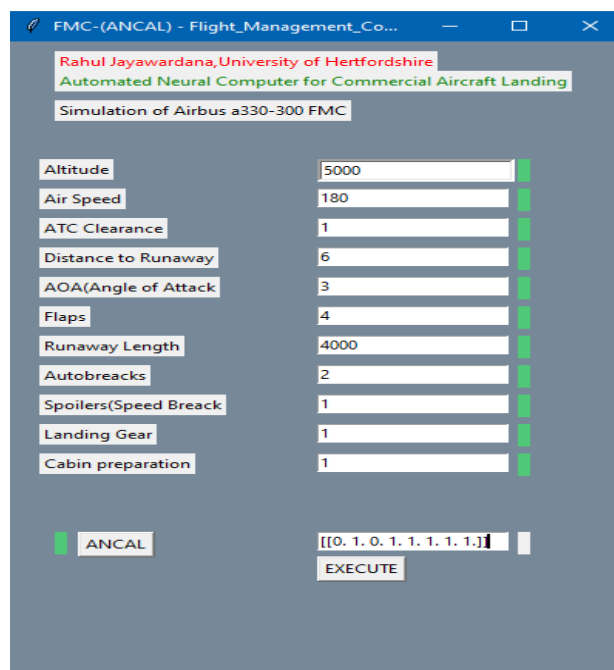 FMC-(ANCAL) - Flight_Management_Co...
Rahul Jayawardana,University of Hertfordshire
Automated Neural Computer for Commercial Aircraft Landing
Simulation of Airbus a330-300 FMC
Altitude 5000
Air Speed 180
ATC Clearance 1
Distance to Runaway 6
AOA(Angle of Attack 3
Flaps 4
Runaway Length 4000
Autobreacks 2
Spoilers(Speed Breack 1
Landing Gear 1
Cabin preparation 1
ANCAL [[0. 1. 0. 1. 1. 1. 1. 1.]]
EXECUTE